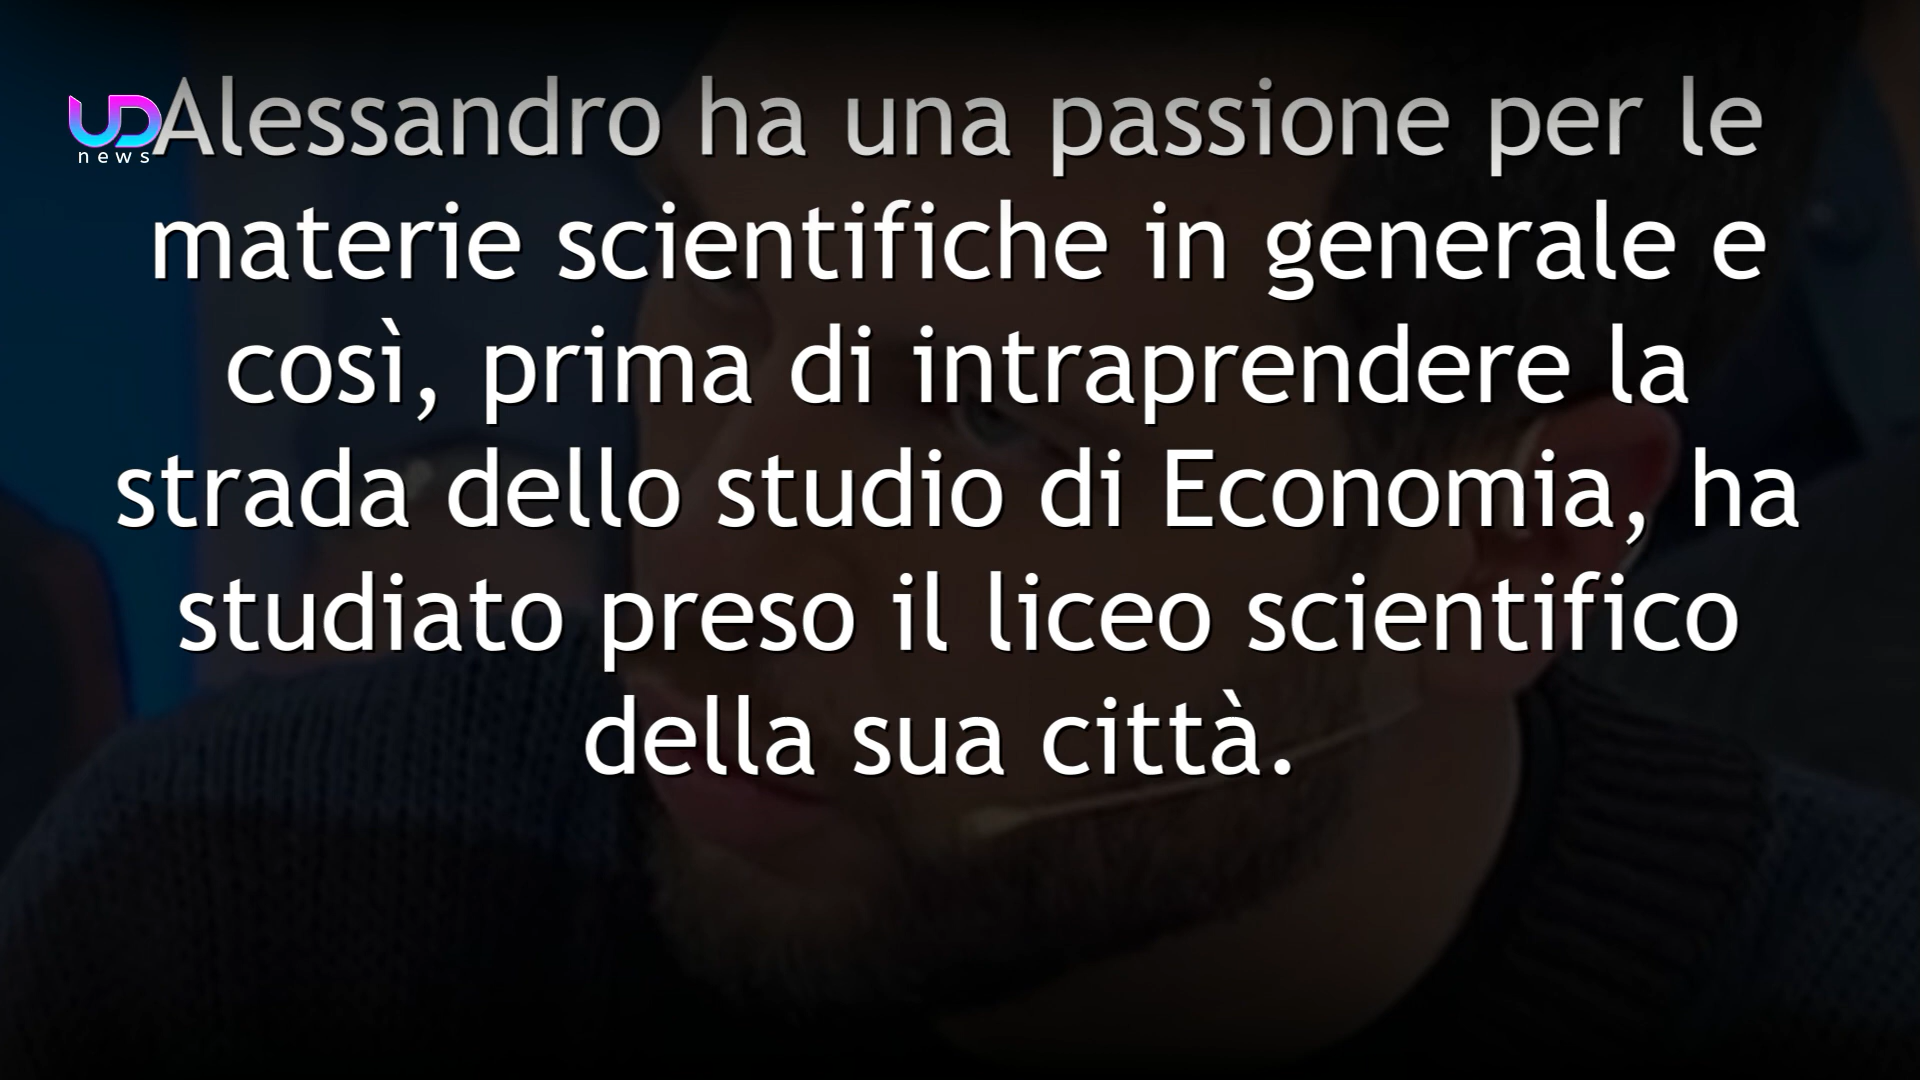 UD
news
Alessandro ha una passione per le
materie scientifiche in generale e
così, prima di intraprendere la
strada dello studio di Economia, ha
studiato preso il liceo scientifico
della sua città.